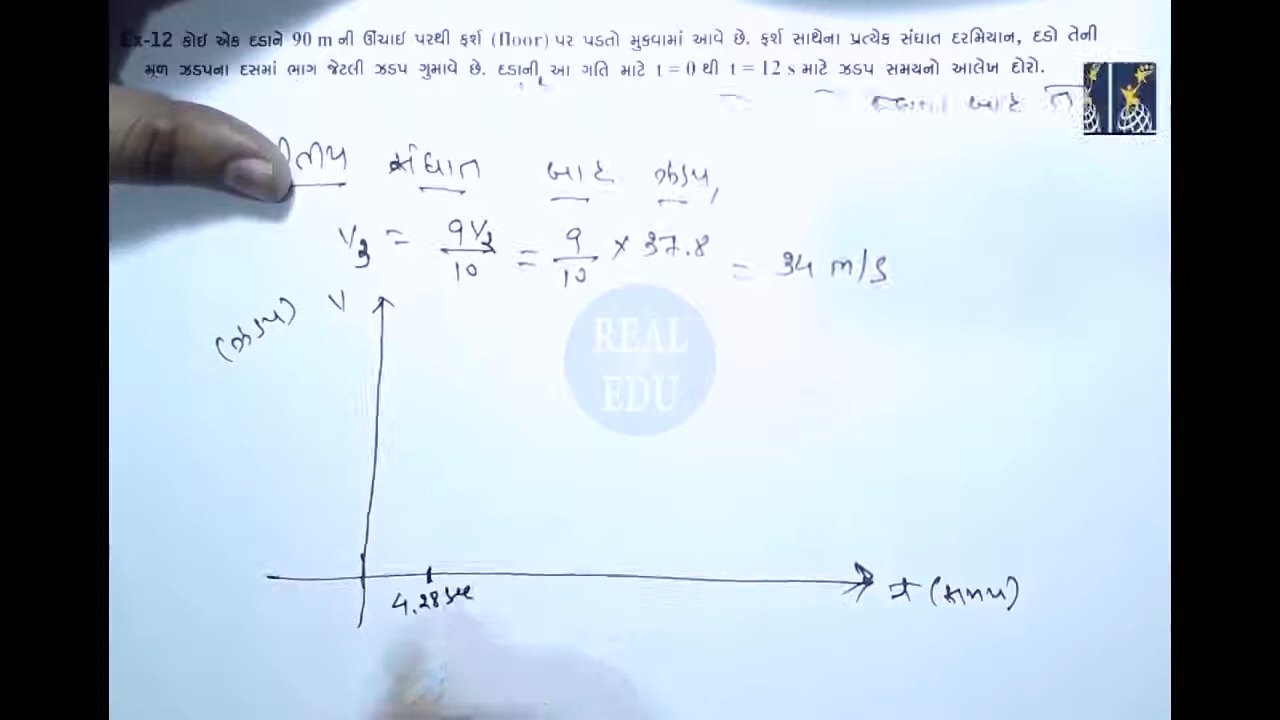 Ex-12 કોઈ એક દડાને 90 m ની ઊંચાઈ પરથી ફર્શ (floor) પર પડતો મુકવામાં આવે છે. ફર્શ સાથેના પ્રત્યેક સંઘાત દરમિયાન, દડો તેની
મૂળ ઝડપના દસમાં ભાગ જેટલી ઝડપ ગુમાવે છે. દડાની આ ગતિ માટે t = 0 થી t = 12 s માટે ઝડપ સમયનો આલેખ દોરો.
સંઘાત બાદ ઝડપ,
V₃ = 9V₂/10 = 9/10 × 37.8 = 34 m/s
(ઝડપ) V
REAL
EDU
4.28 sec
t (સમય)